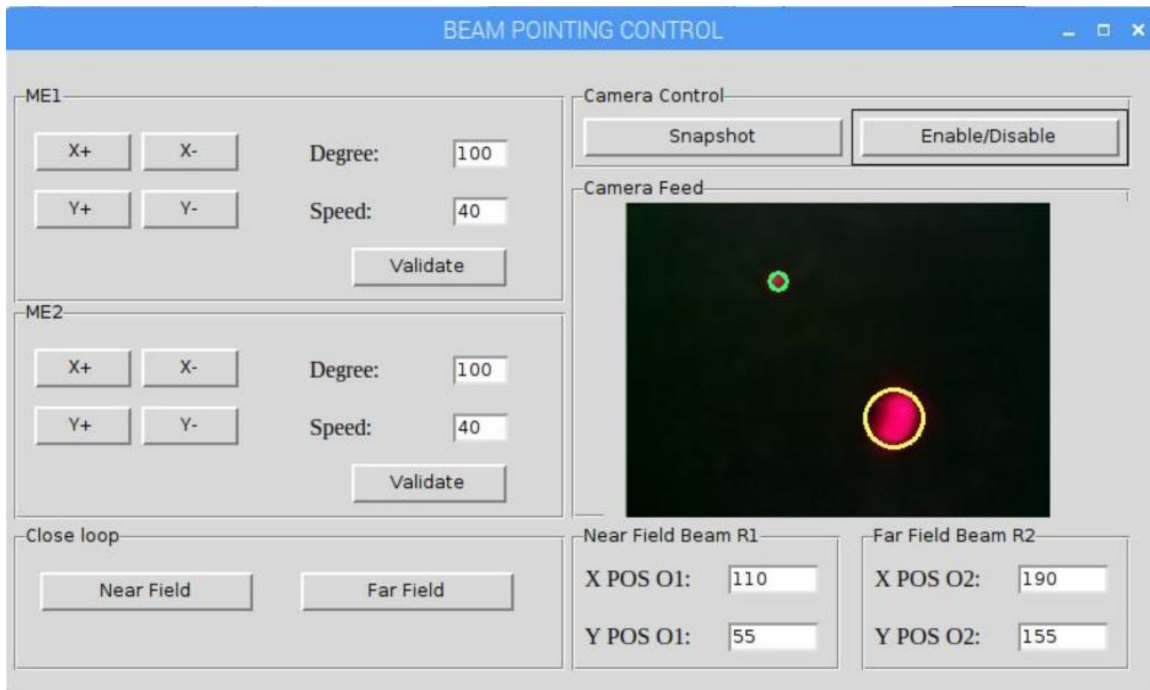 BEAM POINTING CONTROL
ME1
X+ X- Degree: 100
Y+ Y- Speed: 40
Validate
ME2
X+ X- Degree: 100
Y+ Y- Speed: 40
Validate
Close loop
Near Field Far Field
Camera Control
Snapshot Enable/Disable
Camera Feed
Near Field Beam R1
X POS O1: 110
Y POS O1: 55
Far Field Beam R2
X POS O2: 190
Y POS O2: 155